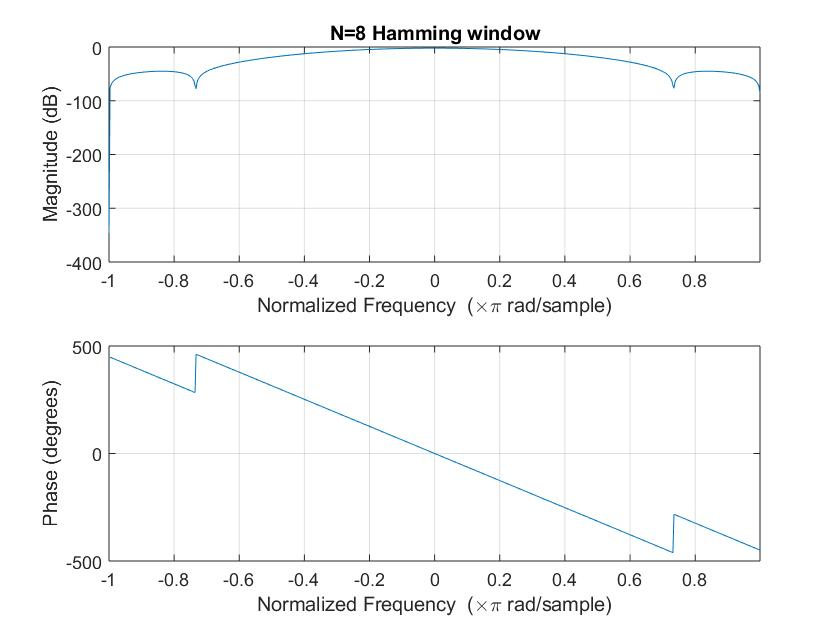 N=8 Hamming window
0
-100
-200
-300
-400
Magnitude (dB)
-1 -0.8 -0.6 -0.4 -0.2 0 0.2 0.4 0.6 0.8
Normalized Frequency (×π rad/sample)
500
0
-500
Phase (degrees)
-1 -0.8 -0.6 -0.4 -0.2 0 0.2 0.4 0.6 0.8
Normalized Frequency (×π rad/sample)